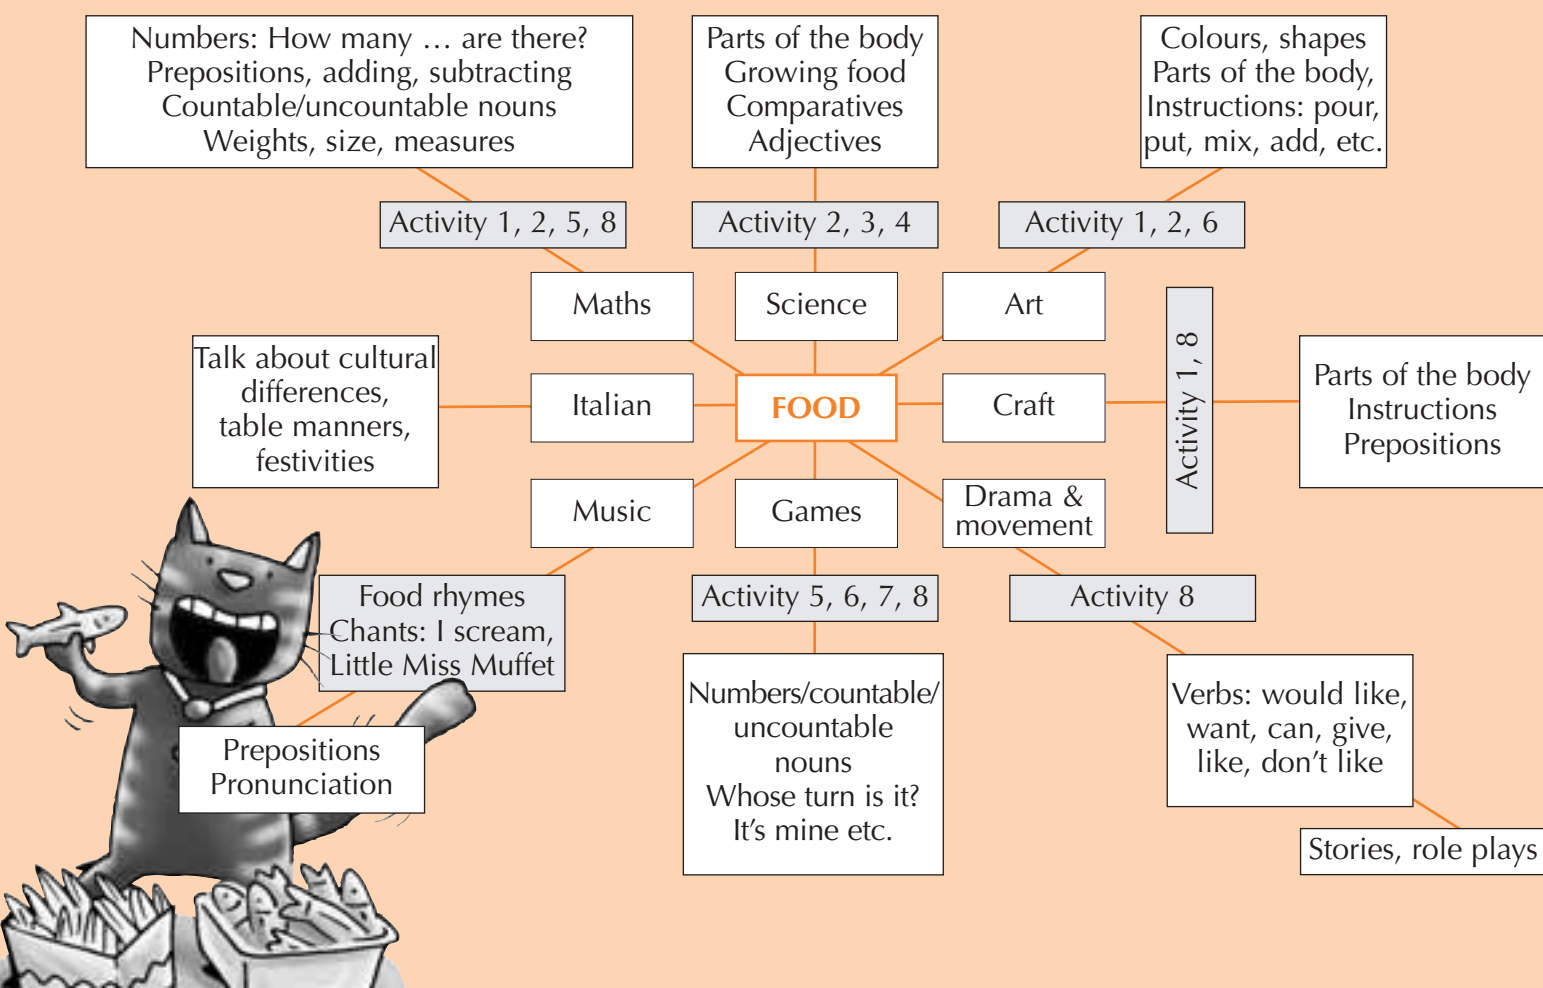 Numbers: How many … are there?
Prepositions, adding, subtracting
Countable/uncountable nouns
Weights, size, measures
Parts of the body
Growing food
Comparatives
Adjectives
Colours, shapes
Parts of the body,
Instructions: pour,
put, mix, add, etc.
Activity 1, 2, 5, 8
Activity 2, 3, 4
Activity 1, 2, 6
Maths
Science
Art
Talk about cultural
differences,
table manners,
festivities
Italian
FOOD
Craft
Activity 1, 8
Parts of the body
Instructions
Prepositions
Music
Games
Drama &
movement
Food rhymes
Chants: I scream,
Little Miss Muffet
Activity 5, 6, 7, 8
Activity 8
Prepositions
Pronunciation
Numbers/countable/
uncountable
nouns
Whose turn is it?
It's mine etc.
Verbs: would like,
want, can, give,
like, don't like
Stories, role plays